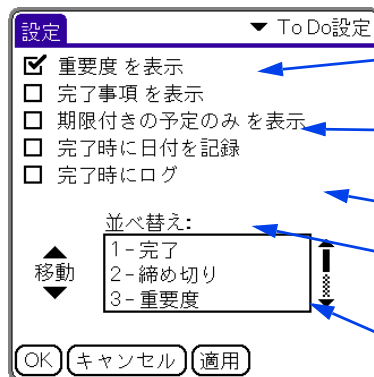 設定 ▼ To Do設定
重要度 を表示
完了事項 を表示
期限付きの予定のみ を表示
完了時に日付を記録
完了時にログ
並べ替え:
1-完了
移動 2-締め切り
3-重要度
OK キャンセル 適用